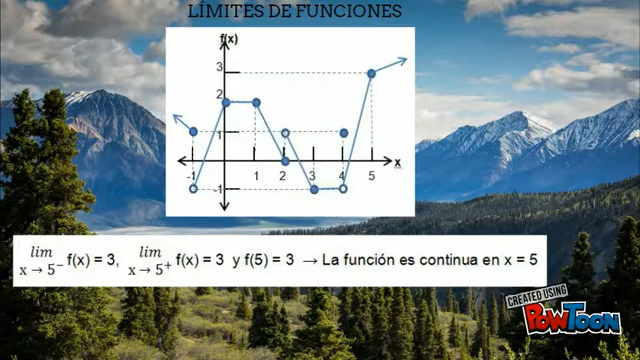 LÍMITES DE FUNCIONES
f(x)
3
2
1
x
-1 1 2 3 4 5
-1
lim x → 5⁻ f(x) = 3, lim x → 5⁺ f(x) = 3 y f(5) = 3 → La función es continua en x = 5
CREATED USING
POWTOON